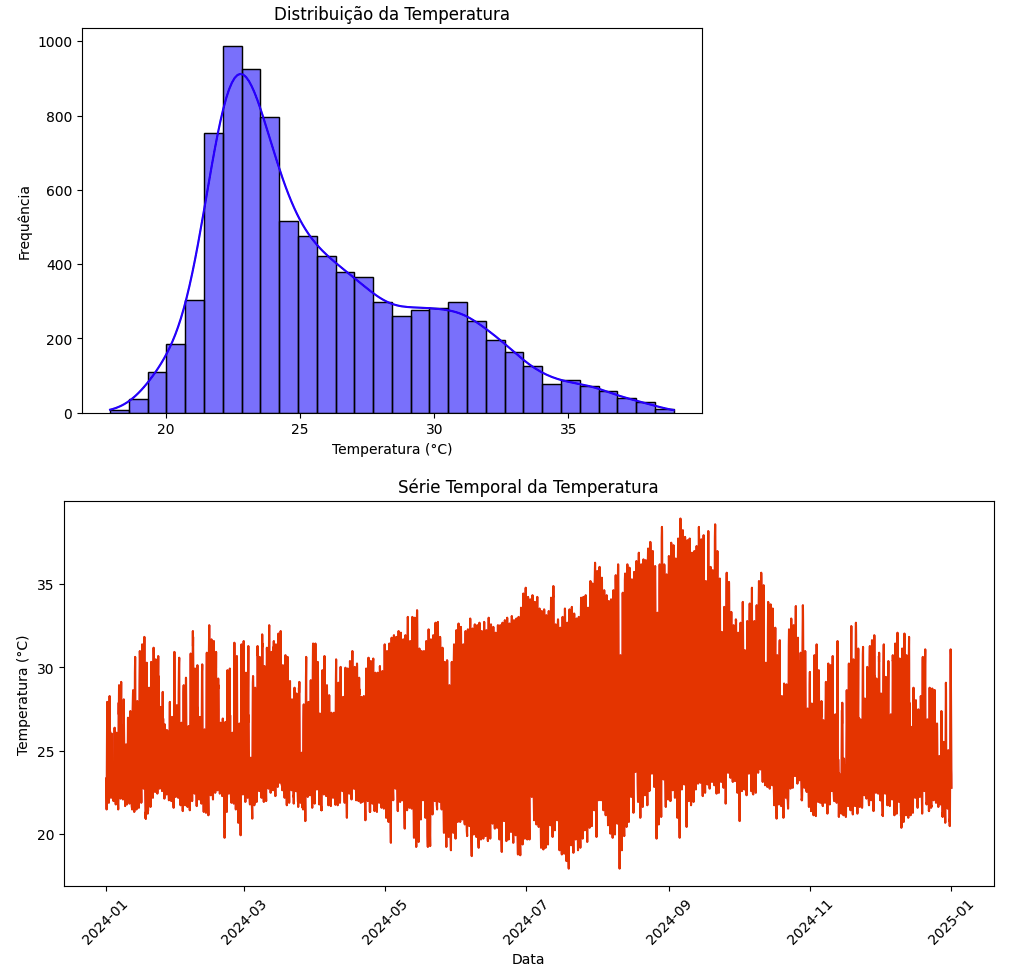 Distribuição da Temperatura
1000
800
600
400
200
0
Frequência
20 25 30 35
Temperatura (°C)
Série Temporal da Temperatura
35
30
25
20
Temperatura (°C)
2024-01 2024-03 2024-05 2024-07 2024-09 2024-11 2025-01
Data